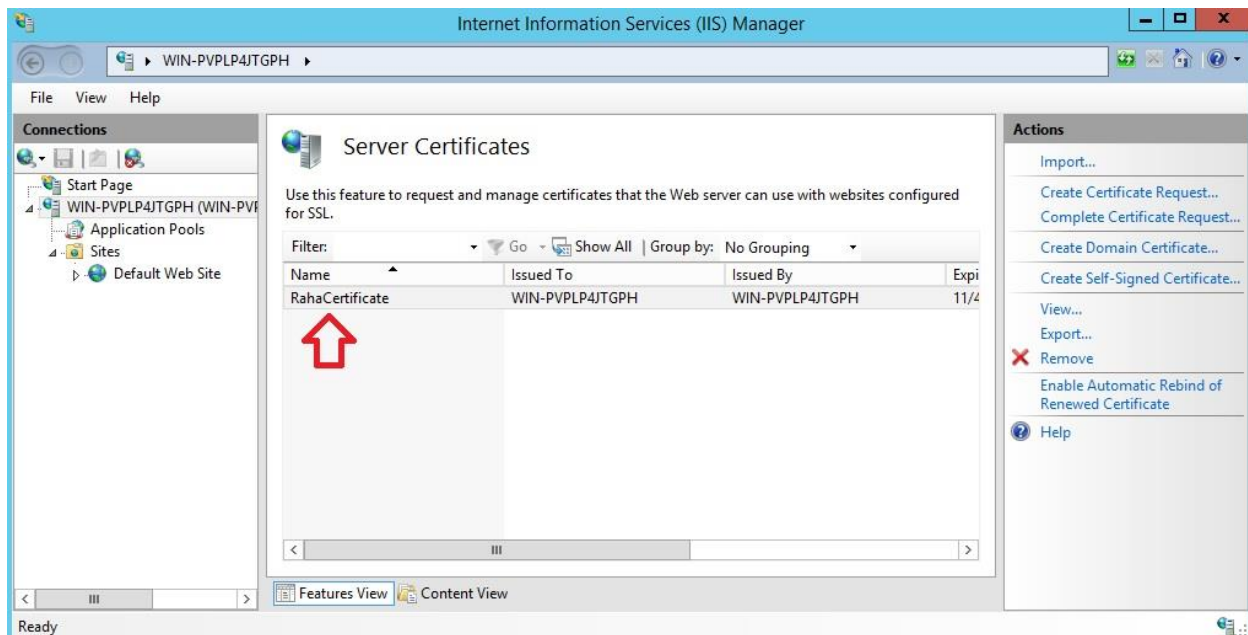 Internet Information Services (IIS) Manager
WIN-PVPLP4JTGPH
File View Help
Connections
Start Page
WIN-PVPLP4JTGPH (WIN-PVF
Application Pools
Sites
Default Web Site
Server Certificates
Use this feature to request and manage certificates that the Web server can use with websites configured
for SSL.
Filter: Go Show All Group by: No Grouping
Name Issued To Issued By Expi
RahaCertificate WIN-PVPLP4JTGPH WIN-PVPLP4JTGPH 11/4
Features View Content View
Actions
Import...
Create Certificate Request...
Complete Certificate Request...
Create Domain Certificate...
Create Self-Signed Certificate...
View...
Export...
Remove
Enable Automatic Rebind of
Renewed Certificate
Help
Ready